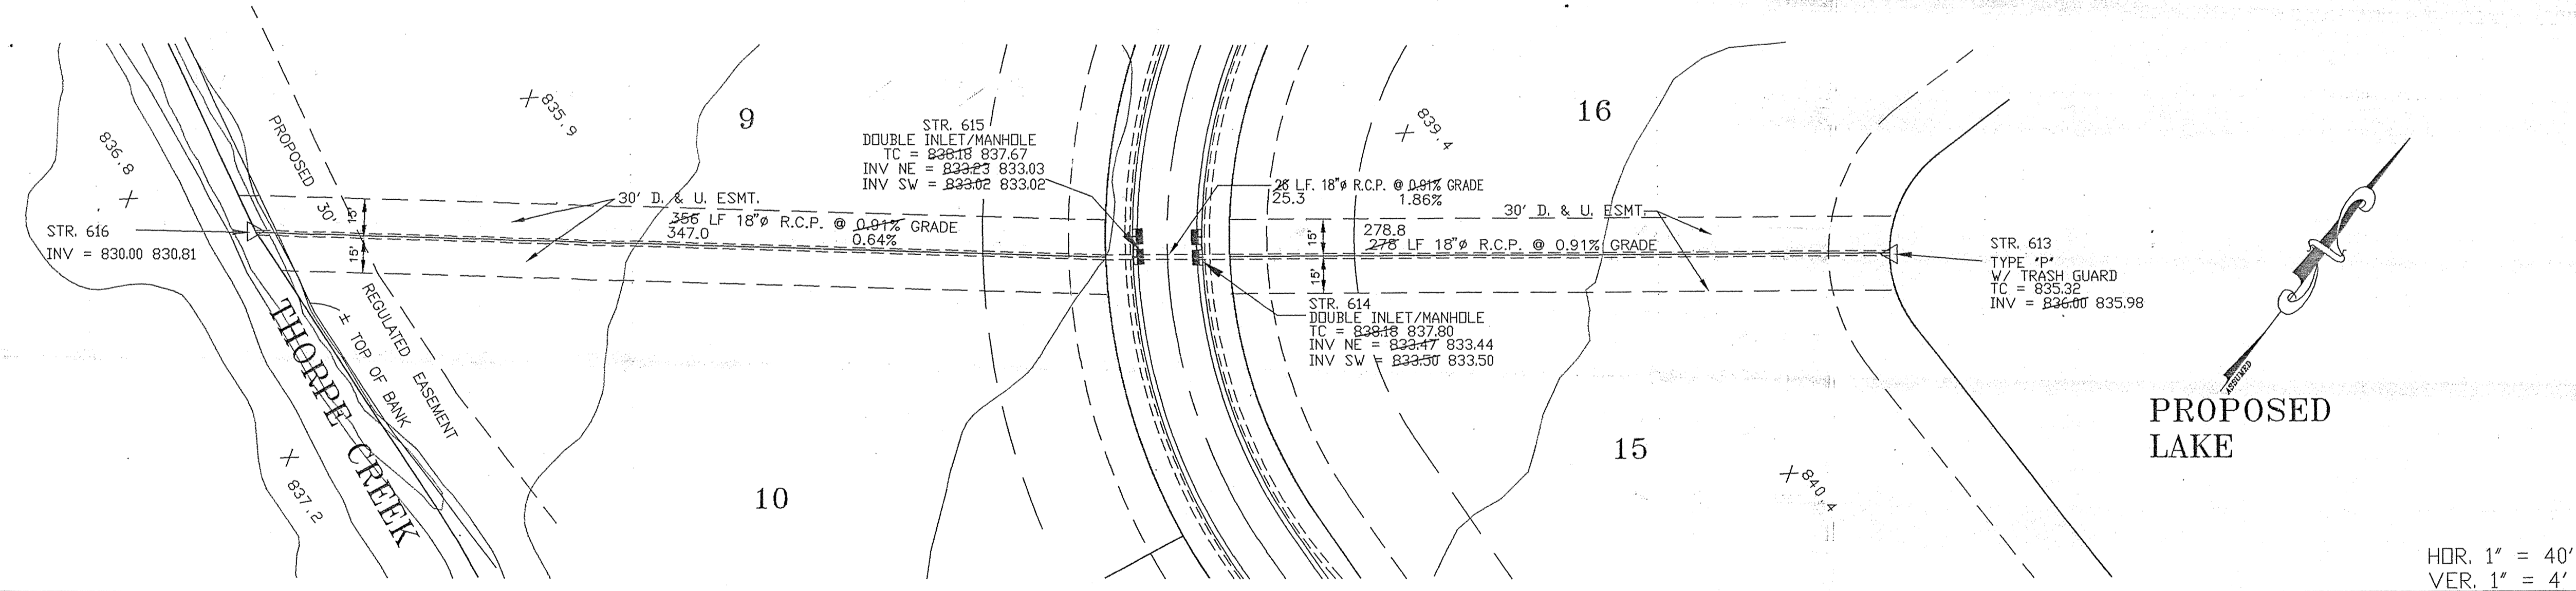 836.8
STR. 616
INV = 830.00 830.81
PROPOSED 30'
15'
15'
REGULATED EASEMENT
± TOP OF BANK
THORPE CREEK
837.2
835.9
9
10
30' D. & U. ESMT.
356 LF 18"ø R.C.P. @ 0.91% GRADE
347.0 0.64%
STR. 615
DOUBLE INLET/MANHOLE
TC = 838.18 837.67
INV NE = 833.23 833.03
INV SW = 833.02 833.02
26 LF. 18"ø R.C.P. @ 0.91% GRADE
25.3 1.86%
839.4
16
30' D. & U. ESMT.
15'
15'
278.8
278 LF 18"ø R.C.P. @ 0.91% GRADE
STR. 614
DOUBLE INLET/MANHOLE
TC = 838.18 837.80
INV NE = 833.47 833.44
INV SW = 833.50 833.50
15
840.4
STR. 613
TYPE "P"
W/ TRASH GUARD
TC = 835.32
INV = 836.00 835.98
ASSUMED
PROPOSED
LAKE
HOR. 1" = 40'
VER. 1" = 4'